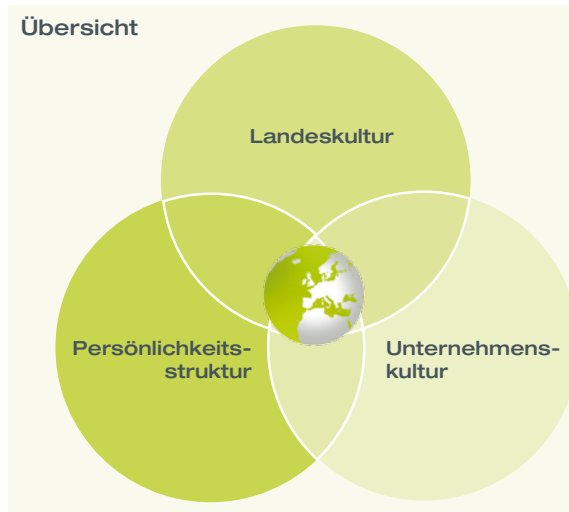 Übersicht
Landeskultur
Persönlichkeits-
struktur
Unternehmens-
kultur